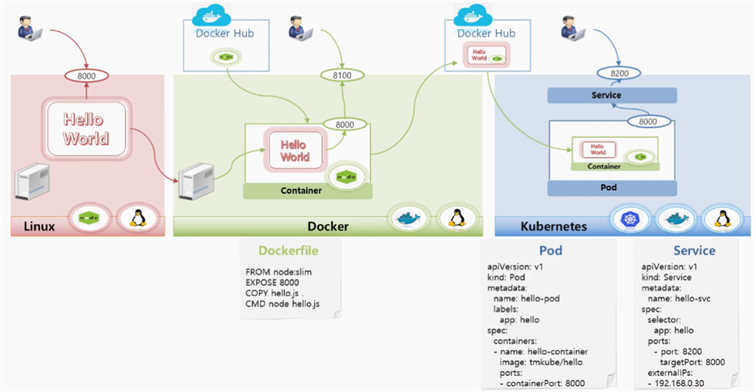 Docker Hub
Docker Hub
Hello
World
8000
8100
8200
Hello
World
8000
Hello
World
Container
Service
8000
Hello
World
Container
Pod
Linux
Docker
Kubernetes
Dockerfile
FROM node:slim
EXPOSE 8000
COPY hello.js .
CMD node hello.js
Pod
apiVersion: v1
kind: Pod
metadata:
name: hello-pod
labels:
app: hello
spec:
containers:
- name: hello-container
image: tmkube/hello
ports:
- containerPort: 8000
Service
apiVersion: v1
kind: Service
metadata:
name: hello-svc
spec:
selector:
app: hello
ports:
- port: 8200
targetPort: 8000
externalIPs:
- 192.168.0.30